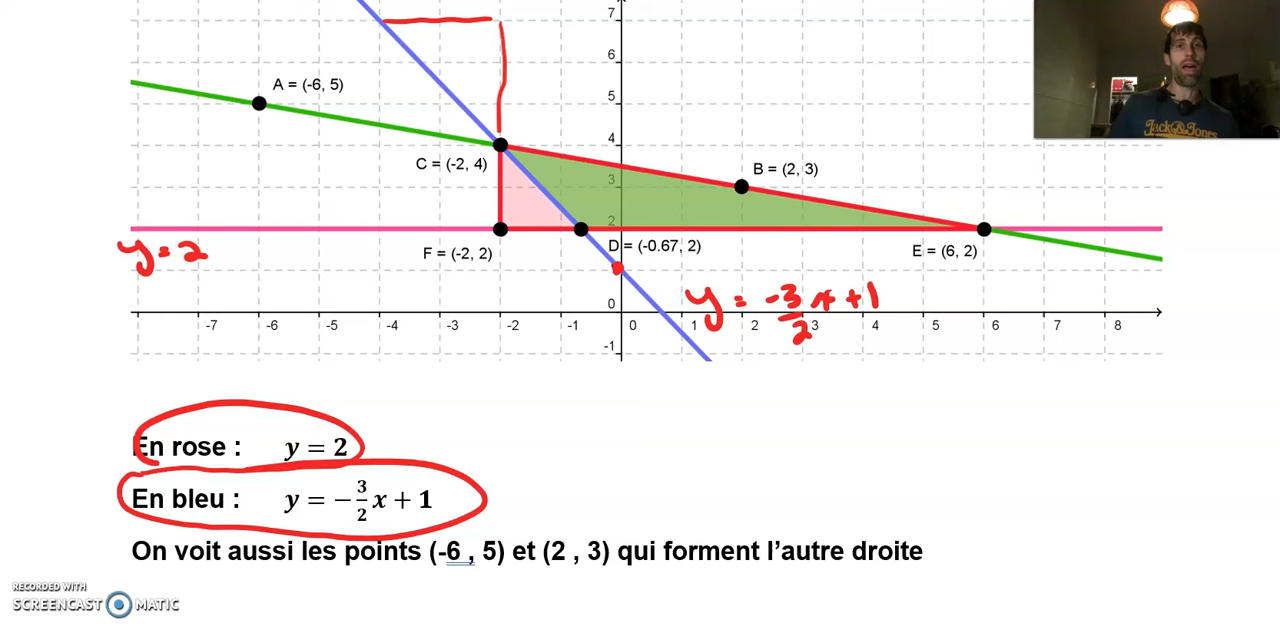 7
6
A = (-6, 5)
5
4
C = (-2, 4)
B = (2, 3)
3
2
y = 2
F = (-2, 2)
D = (-0.67, 2)
E = (6, 2)
y = -3/2 x + 1
0
-7 -6 -5 -4 -3 -2 -1 0 1 2 3 4 5 6 7 8
-1
Jack & Jones
En rose : y = 2
En bleu : y = -3/2 x + 1
On voit aussi les points (-6 , 5) et (2 , 3) qui forment l’autre droite
RECORDED WITH
SCREENCAST MATIC